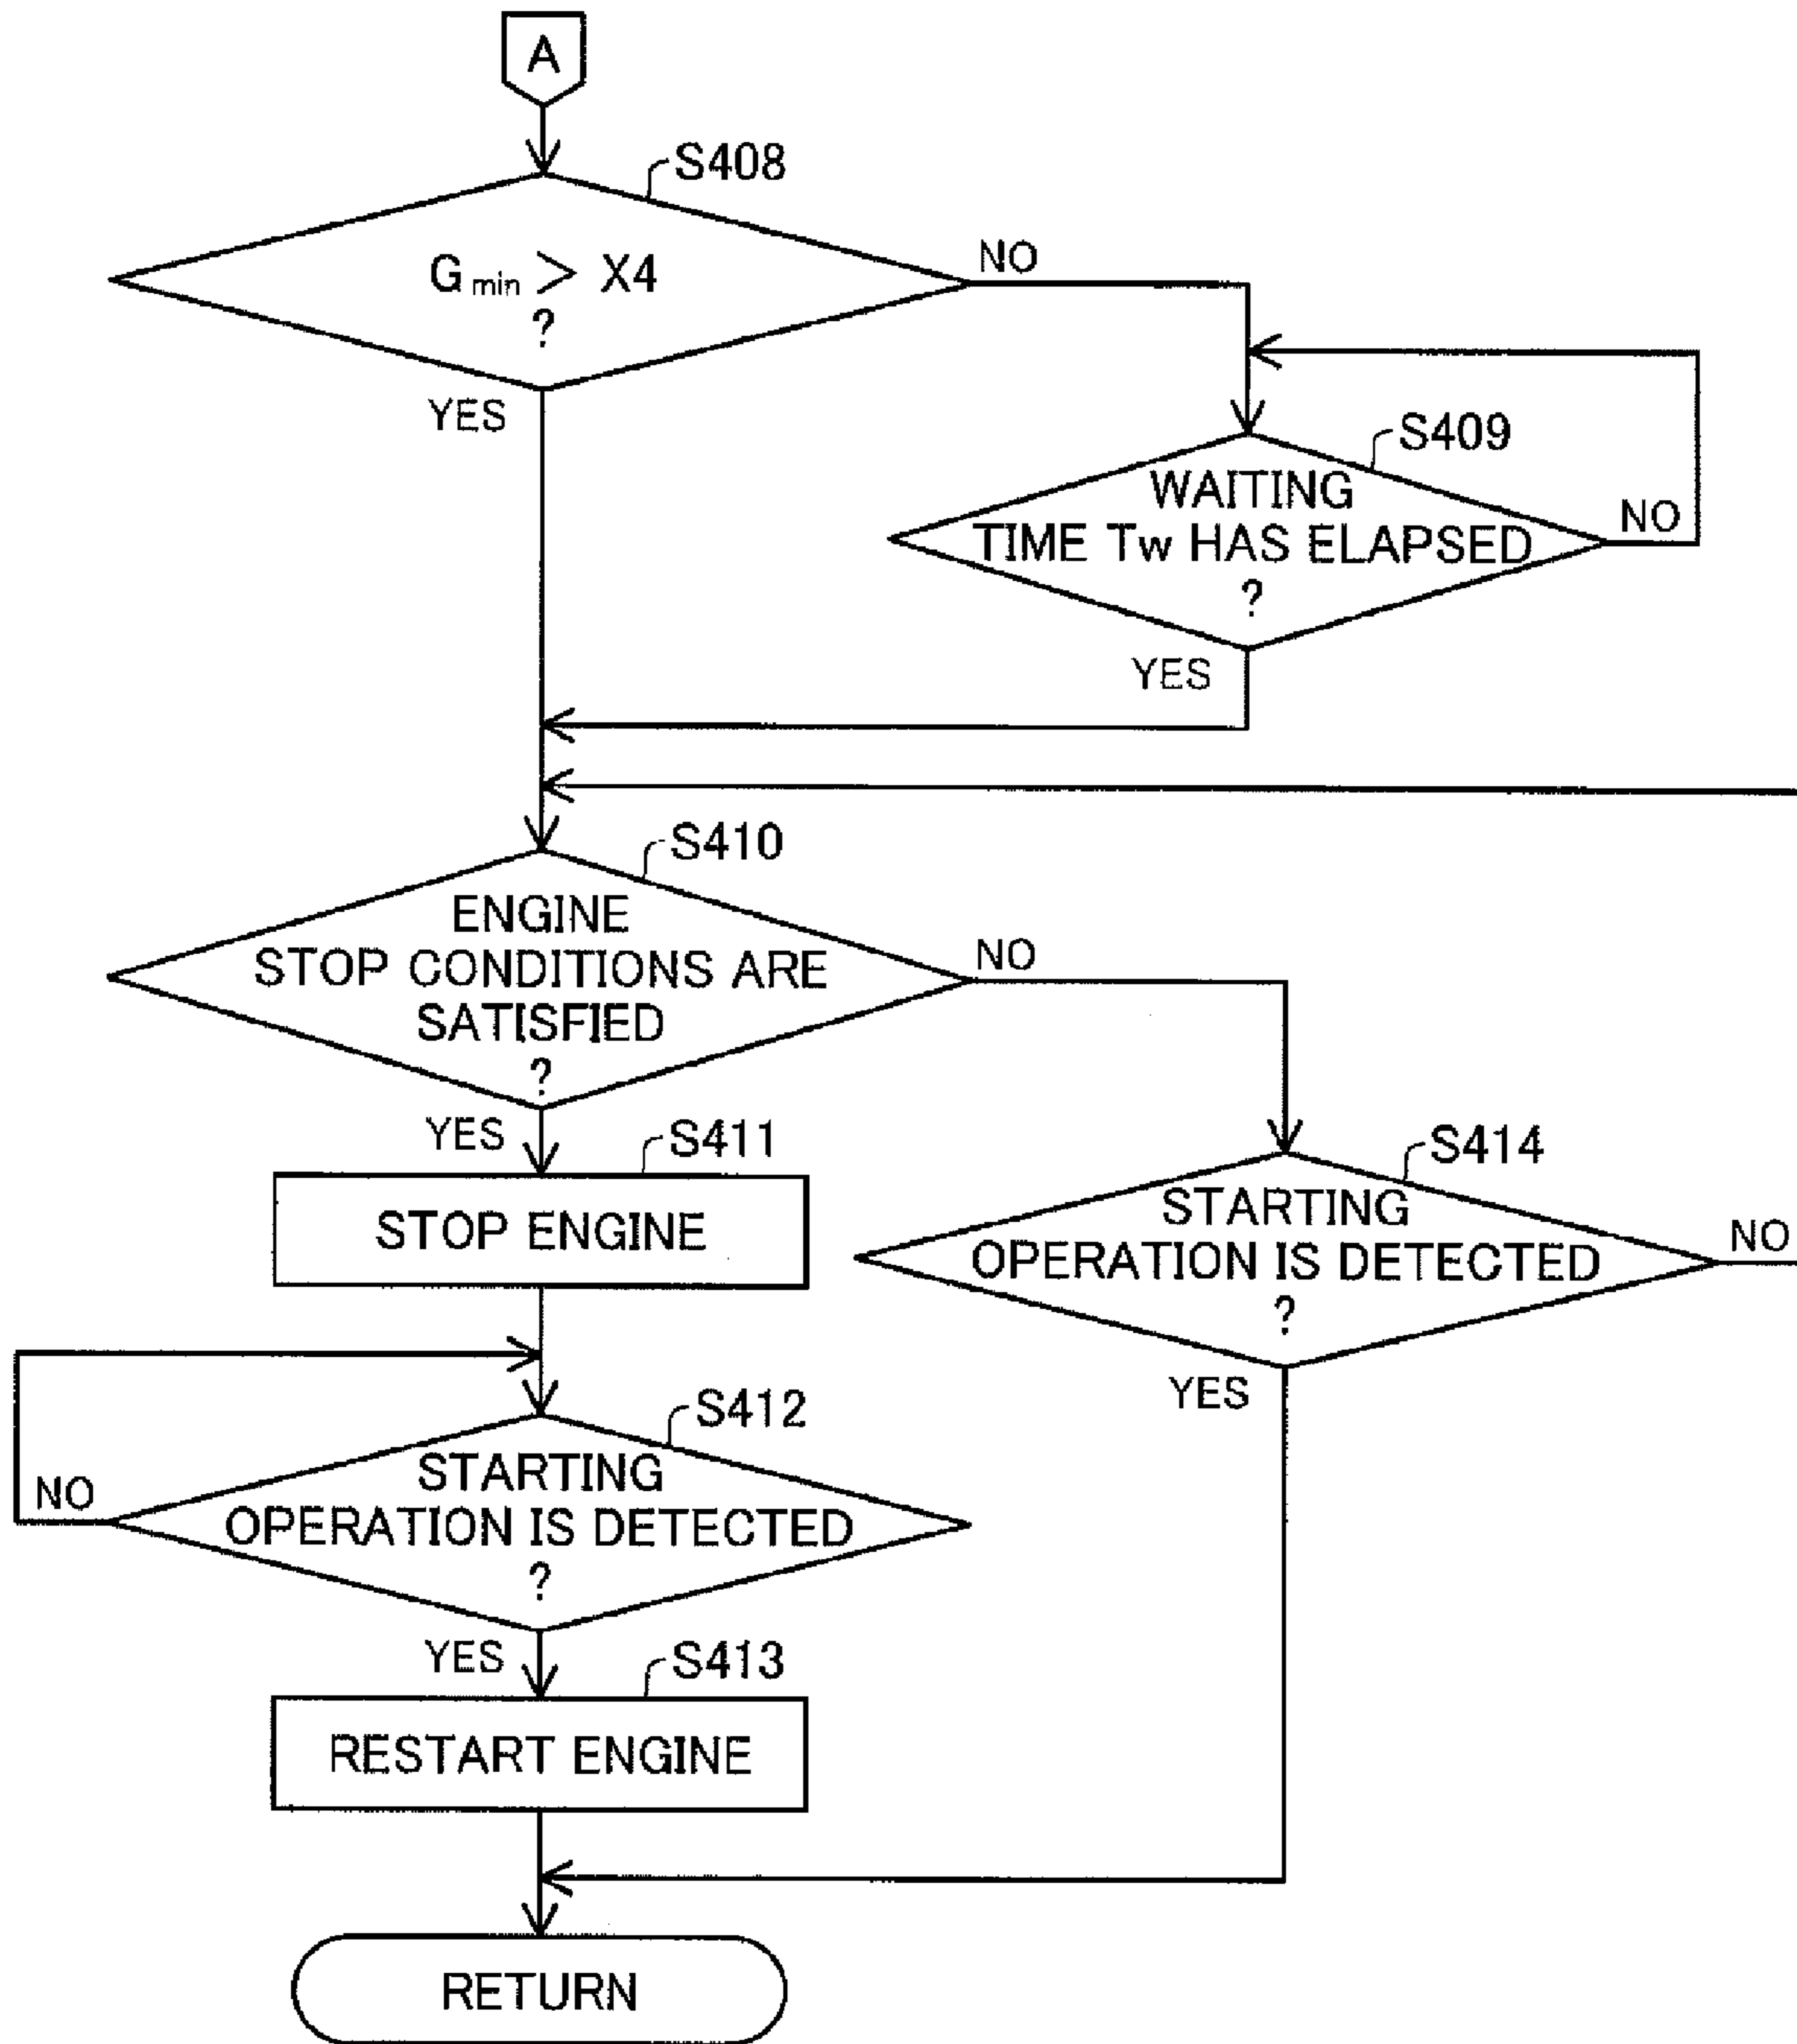 A
S408
Gmin > X4
?
NO
YES
S409
WAITING
TIME Tw HAS ELAPSED
?
NO
YES
S410
ENGINE
STOP CONDITIONS ARE
SATISFIED
?
NO
YES
S411
STOP ENGINE
S414
STARTING
OPERATION IS DETECTED
?
NO
YES
S412
STARTING
OPERATION IS DETECTED
?
NO
YES
S413
RESTART ENGINE
RETURN